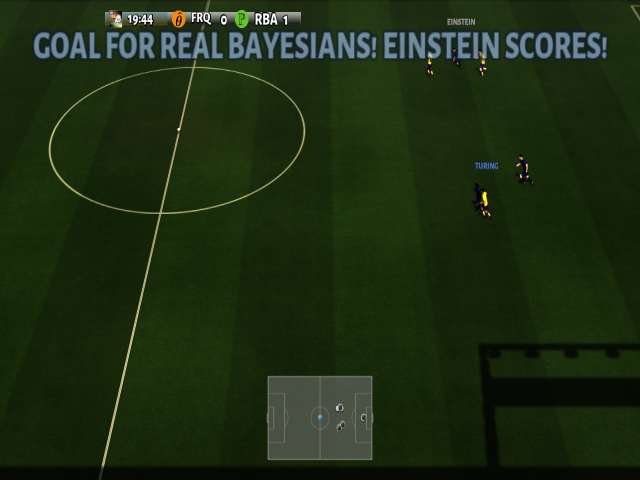 EINSTEIN
19:44 FRQ 0 RBA 1
GOAL FOR REAL BAYESIANS! EINSTEIN SCORES!
TURING